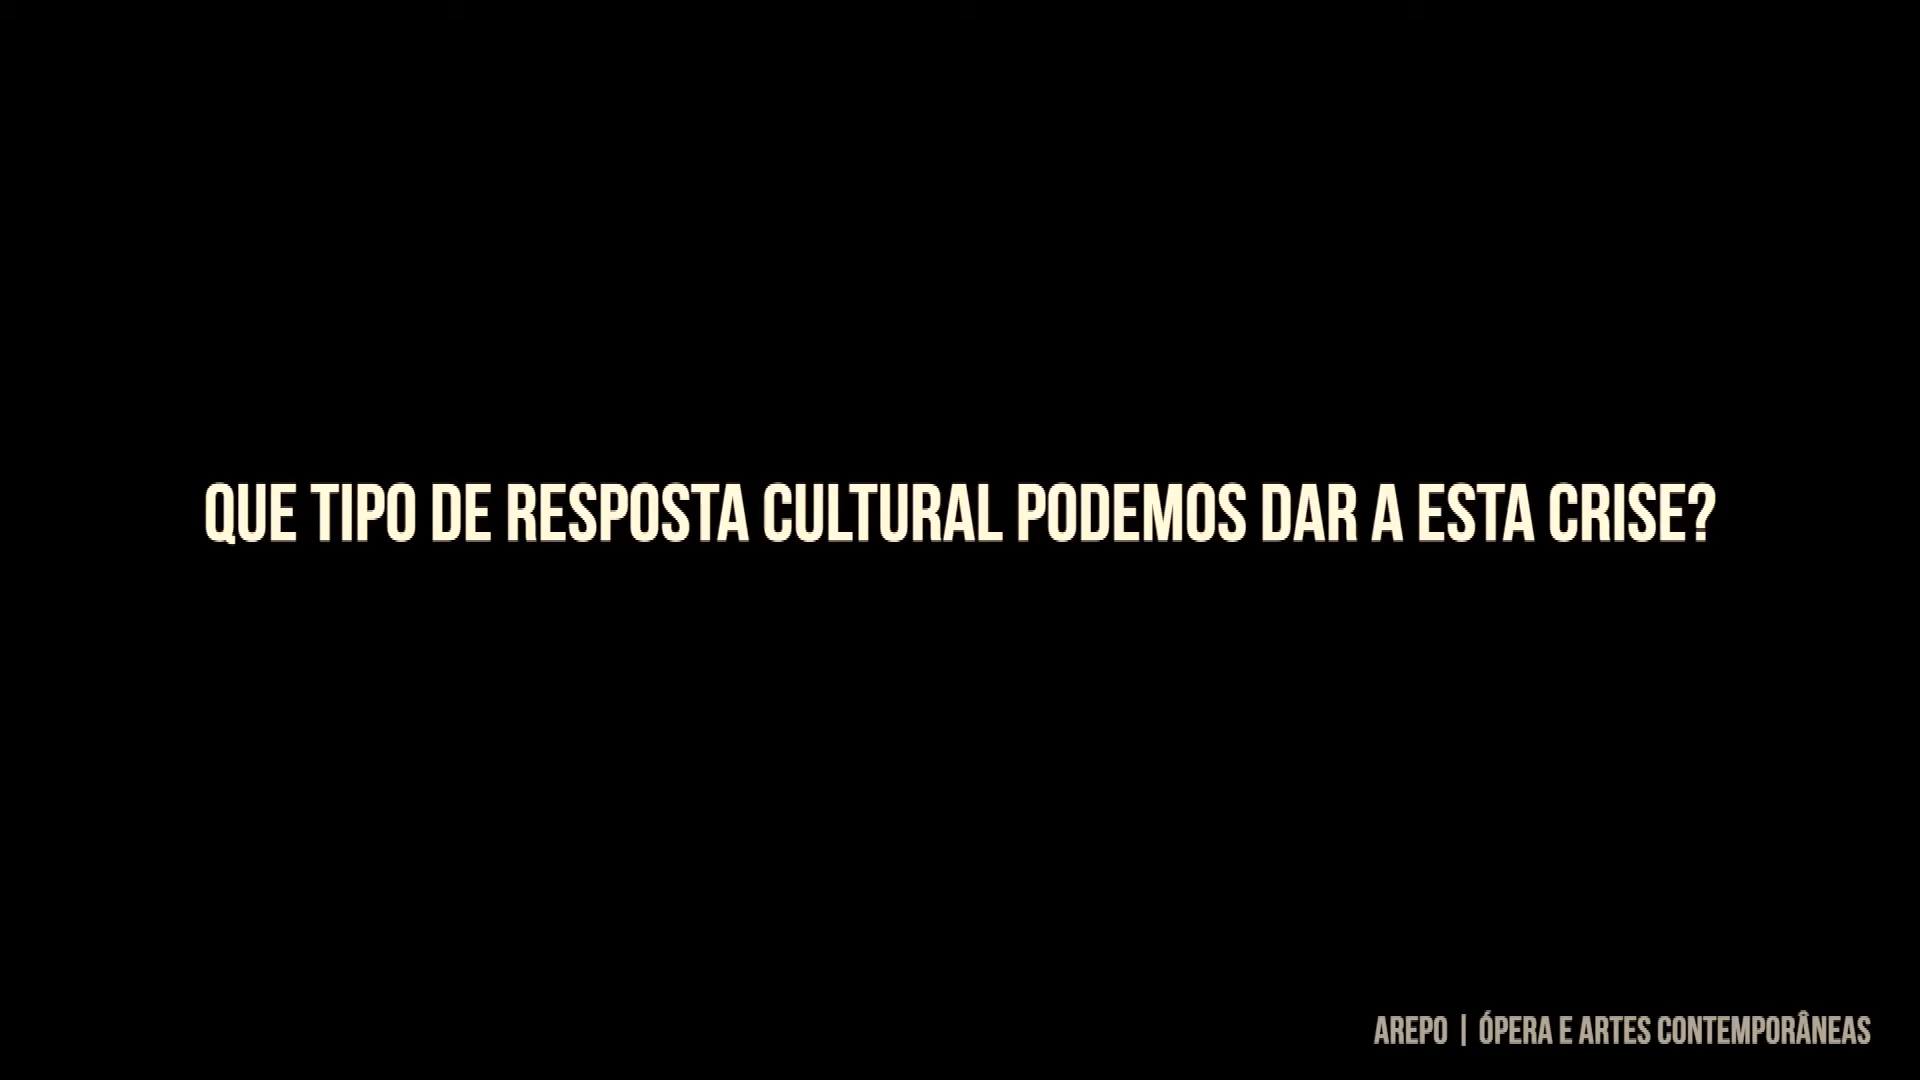 QUE TIPO DE RESPOSTA CULTURAL PODEMOS DAR A ESTA CRISE?
AREPO | ÓPERA E ARTES CONTEMPORÂNEAS